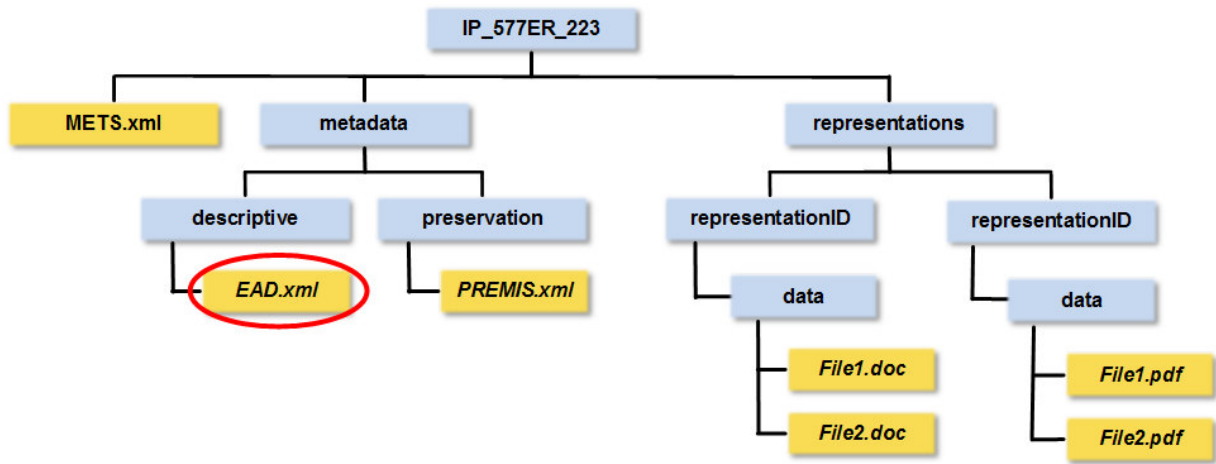 IP_577ER_223
METS.xml
metadata
representations
descriptive
preservation
representationID
representationID
EAD.xml
PREMIS.xml
data
data
File1.doc
File1.pdf
File2.doc
File2.pdf